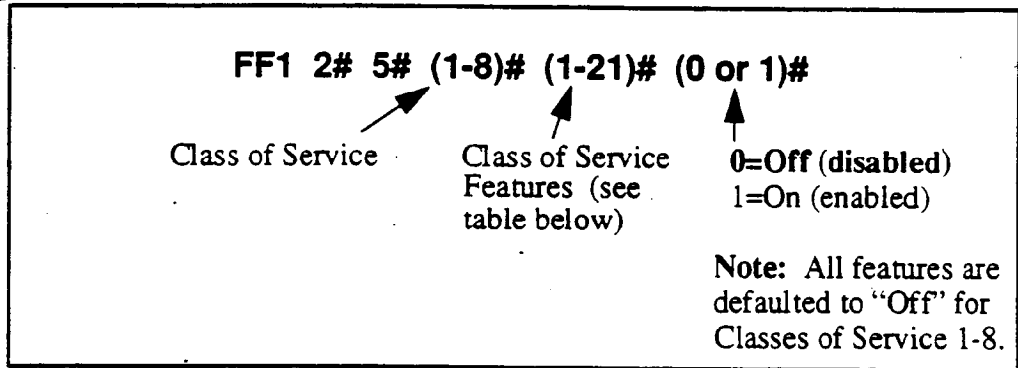 FF1 2# 5# (1-8)# (1-21)# (0 or 1)#
Class of Service
Class of Service
Features (see
table below)
0=Off (disabled)
1=On (enabled)
Note: All features are
defaulted to “Off” for
Classes of Service 1-8.